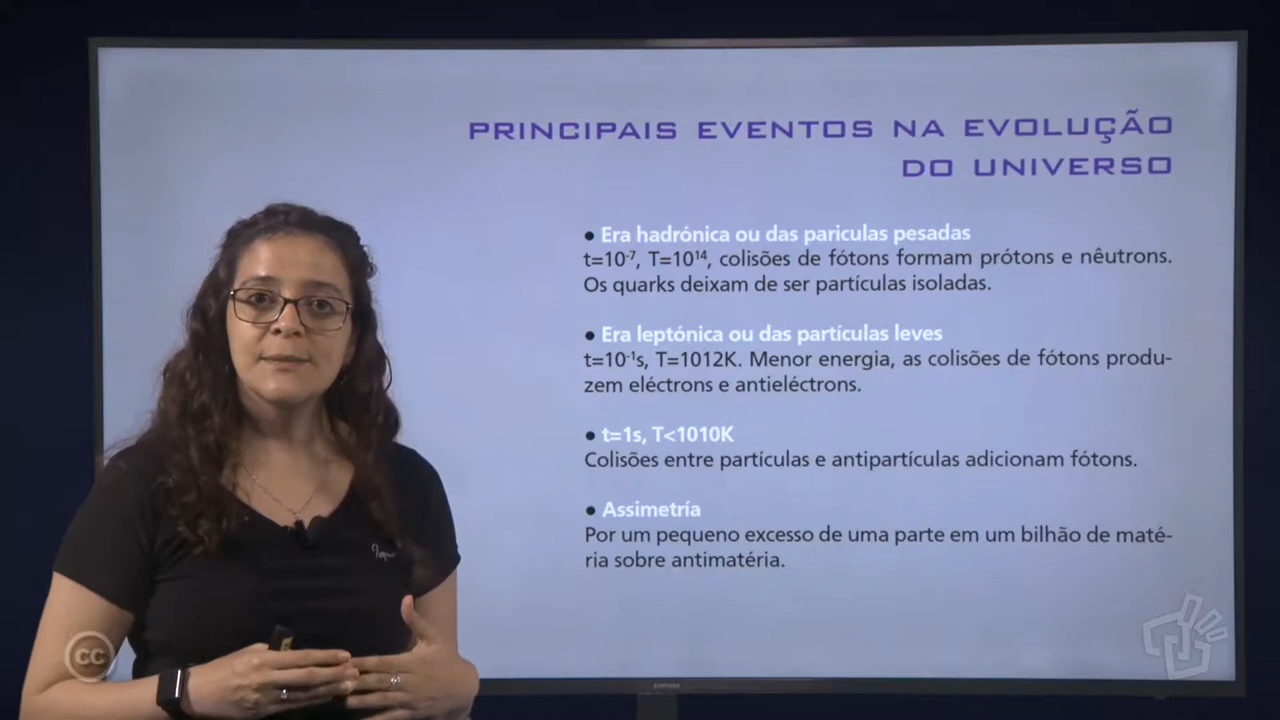 PRINCIPAIS EVENTOS NA EVOLUÇÃO
DO UNIVERSO
● Era hadrónica ou das pariculas pesadas
t=10⁻⁷, T=10¹⁴, colisões de fótons formam prótons e nêutrons.
Os quarks deixam de ser partículas isoladas.
● Era leptónica ou das partículas leves
t=10⁻¹s, T=1012K. Menor energia, as colisões de fótons produ-
zem eléctrons e antieléctrons.
● t=1s, T<1010K
Colisões entre partículas e antipartículas adicionam fótons.
● Assimetría
Por um pequeno excesso de uma parte em um bilhão de maté-
ria sobre antimatéria.
CC
SAMSUNG